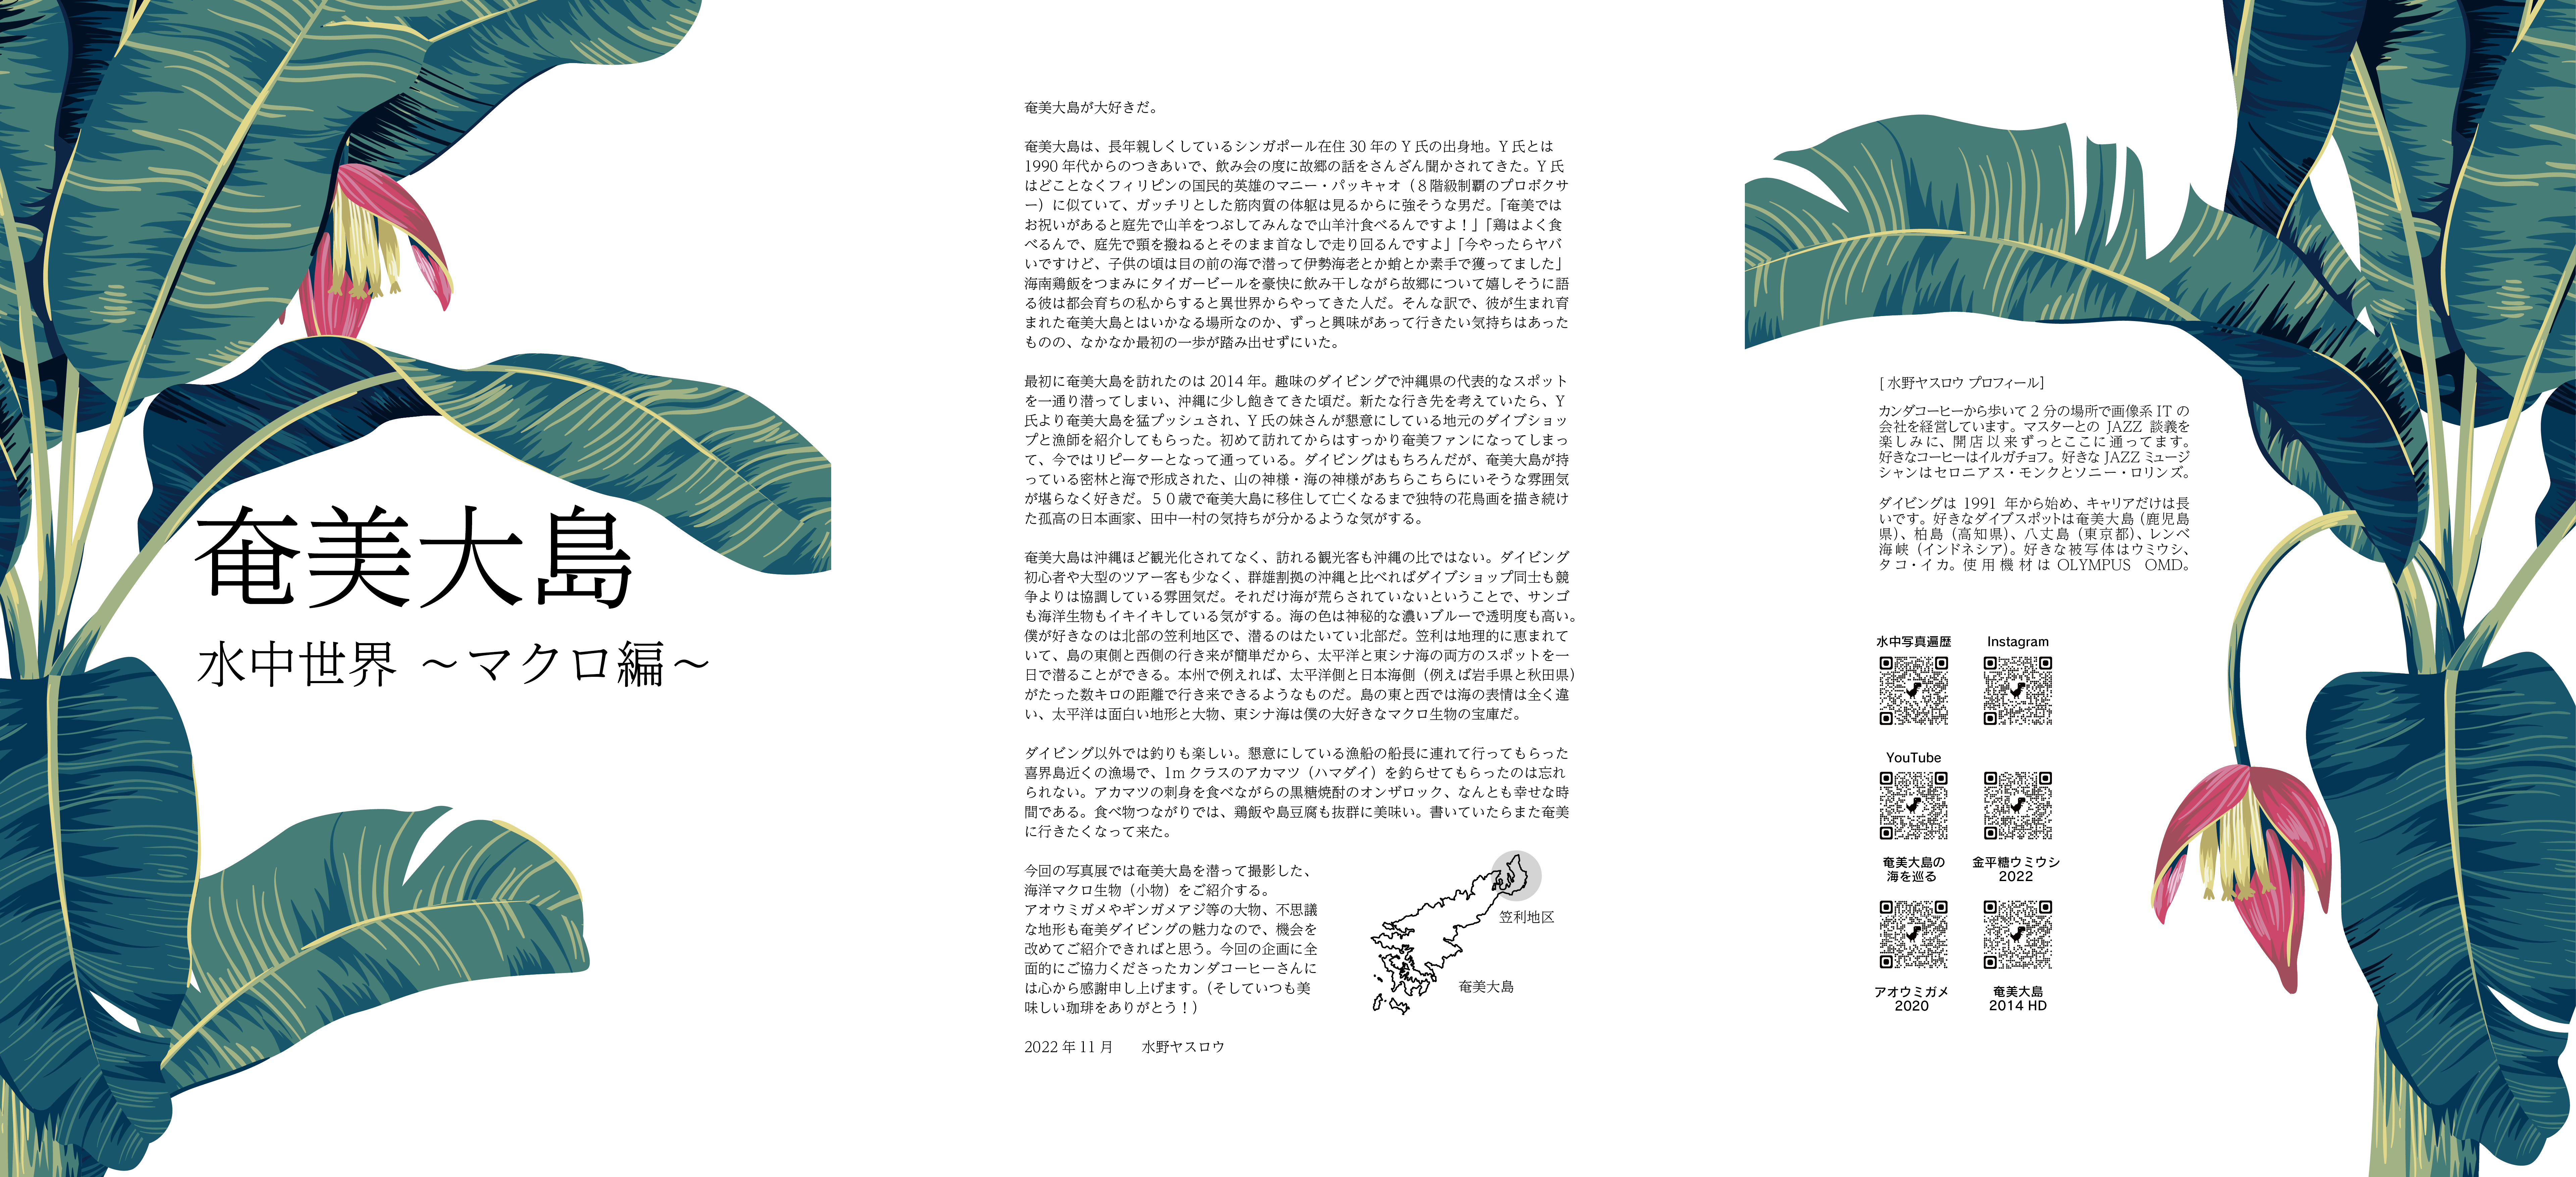 奄美大島
水中世界 ～マクロ編～
奄美大島が大好きだ。
奄美大島は、長年親しくしているシンガポール在住 30 年の Y 氏の出身地。Y 氏とは
1990 年代からのつきあいで、飲み会の度に故郷の話をさんざん聞かされてきた。Y 氏
はどことなくフィリピンの国民的英雄のマニー・パッキャオ（８階級制覇のプロボクサ
ー）に似ていて、ガッチリとした筋肉質の体躯は見るからに強そうな男だ。「奄美では
お祝いがあると庭先で山羊をつぶしてみんなで山羊汁食べるんですよ！」「鶏はよく食
べるんで、庭先で頸を撥ねるとそのまま首なしで走り回るんですよ」「今やったらヤバ
いですけど、子供の頃は目の前の海で潜って伊勢海老とか蛸とか素手で獲ってました」
海南鶏飯をつまみにタイガービールを豪快に飲み干しながら故郷について嬉しそうに語
る彼は都会育ちの私からすると異世界からやってきた人だ。そんな訳で、彼が生まれ育
まれた奄美大島とはいかなる場所なのか、ずっと興味があって行きたい気持ちはあった
ものの、なかなか最初の一歩が踏み出せずにいた。
最初に奄美大島を訪れたのは 2014 年。趣味のダイビングで沖縄県の代表的なスポット
を一通り潜ってしまい、沖縄に少し飽きてきた頃だ。新たな行き先を考えていたら、Y
氏より奄美大島を猛プッシュされ、Y 氏の妹さんが懇意にしている地元のダイブショッ
プと漁師を紹介してもらった。初めて訪れてからはすっかり奄美ファンになってしまっ
て、今ではリピーターとなって通っている。ダイビングはもちろんだが、奄美大島が持
っている密林と海で形成された、山の神様・海の神様があちらこちらにいそうな雰囲気
が堪らなく好きだ。５０歳で奄美大島に移住して亡くなるまで独特の花鳥画を描き続け
た孤高の日本画家、田中一村の気持ちが分かるような気がする。
奄美大島は沖縄ほど観光化されてなく、訪れる観光客も沖縄の比ではない。ダイビング
初心者や大型のツアー客も少なく、群雄割拠の沖縄と比べればダイブショップ同士も競
争よりは協調している雰囲気だ。それだけ海が荒らされていないということで、サンゴ
も海洋生物もイキイキしている気がする。海の色は神秘的な濃いブルーで透明度も高い。
僕が好きなのは北部の笠利地区で、潜るのはたいてい北部だ。笠利は地理的に恵まれて
いて、島の東側と西側の行き来が簡単だから、太平洋と東シナ海の両方のスポットを一
日で潜ることができる。本州で例えれば、太平洋側と日本海側（例えば岩手県と秋田県）
がたった数キロの距離で行き来できるようなものだ。島の東と西では海の表情は全く違
い、太平洋は面白い地形と大物、東シナ海は僕の大好きなマクロ生物の宝庫だ。
ダイビング以外では釣りも楽しい。懇意にしている漁船の船長に連れて行ってもらった
喜界島近くの漁場で、1m クラスのアカマツ（ハマダイ）を釣らせてもらったのは忘れ
られない。アカマツの刺身を食べながらの黒糖焼酎のオンザロック、なんとも幸せな時
間である。食べ物つながりでは、鶏飯や島豆腐も抜群に美味い。書いていたらまた奄美
に行きたくなって来た。
今回の写真展では奄美大島を潜って撮影した、
海洋マクロ生物（小物）をご紹介する。
アオウミガメやギンガメアジ等の大物、不思議
な地形も奄美ダイビングの魅力なので、機会を
改めてご紹介できればと思う。今回の企画に全
面的にご協力くださったカンダコーヒーさんに
は心から感謝申し上げます。（そしていつも美
味しい珈琲をありがとう！）
笠利地区
奄美大島
2022 年 11 月　　水野ヤスロウ
[ 水野ヤスロウ プロフィール]
カンダコーヒーから歩いて 2 分の場所で画像系 IT の
会社を経営しています。マスターとの JAZZ 談義を
楽しみに、開店以来ずっとここに通ってます。
好きなコーヒーはイルガチョフ。好きな JAZZ ミュージ
シャンはセロニアス・モンクとソニー・ロリンズ。
ダイビングは 1991 年から始め、キャリアだけは長
いです。好きなダイブスポットは奄美大島（鹿児島
県）、柏島（高知県）、八丈島（東京都）、レンベ
海峡（インドネシア）。好きな被写体はウミウシ、
タコ・イカ。使用機材は OLYMPUS OMD。
水中写真遍歴
Instagram
YouTube
奄美大島の
海を巡る
金平糖ウミウシ
2022
アオウミガメ
2020
奄美大島
2014 HD